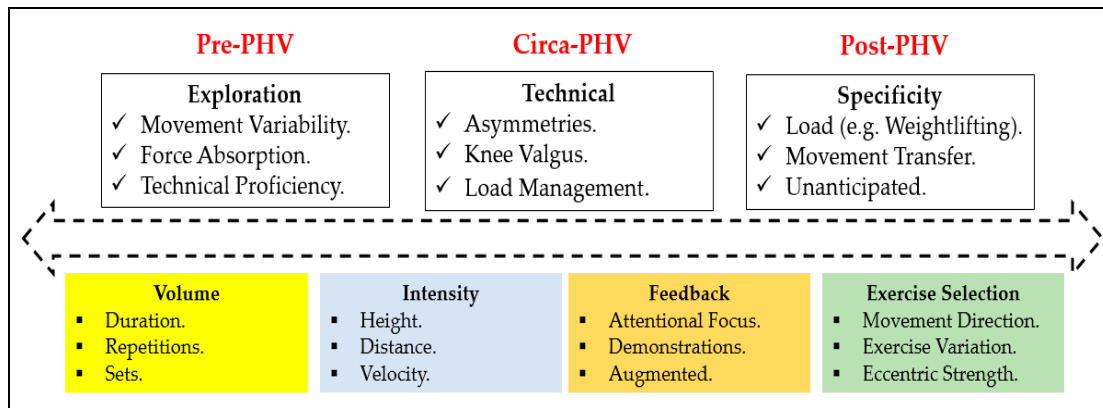 Pre-PHV
Circa-PHV
Post-PHV
Exploration
✓ Movement Variability.
✓ Force Absorption.
✓ Technical Proficiency.
Technical
✓ Asymmetries.
✓ Knee Valgus.
✓ Load Management.
Specificity
✓ Load (e.g. Weightlifting).
✓ Movement Transfer.
✓ Unanticipated.
Volume
▪ Duration.
▪ Repetitions.
▪ Sets.
Intensity
▪ Height.
▪ Distance.
▪ Velocity.
Feedback
▪ Attentional Focus.
▪ Demonstrations.
▪ Augmented.
Exercise Selection
▪ Movement Direction.
▪ Exercise Variation.
▪ Eccentric Strength.